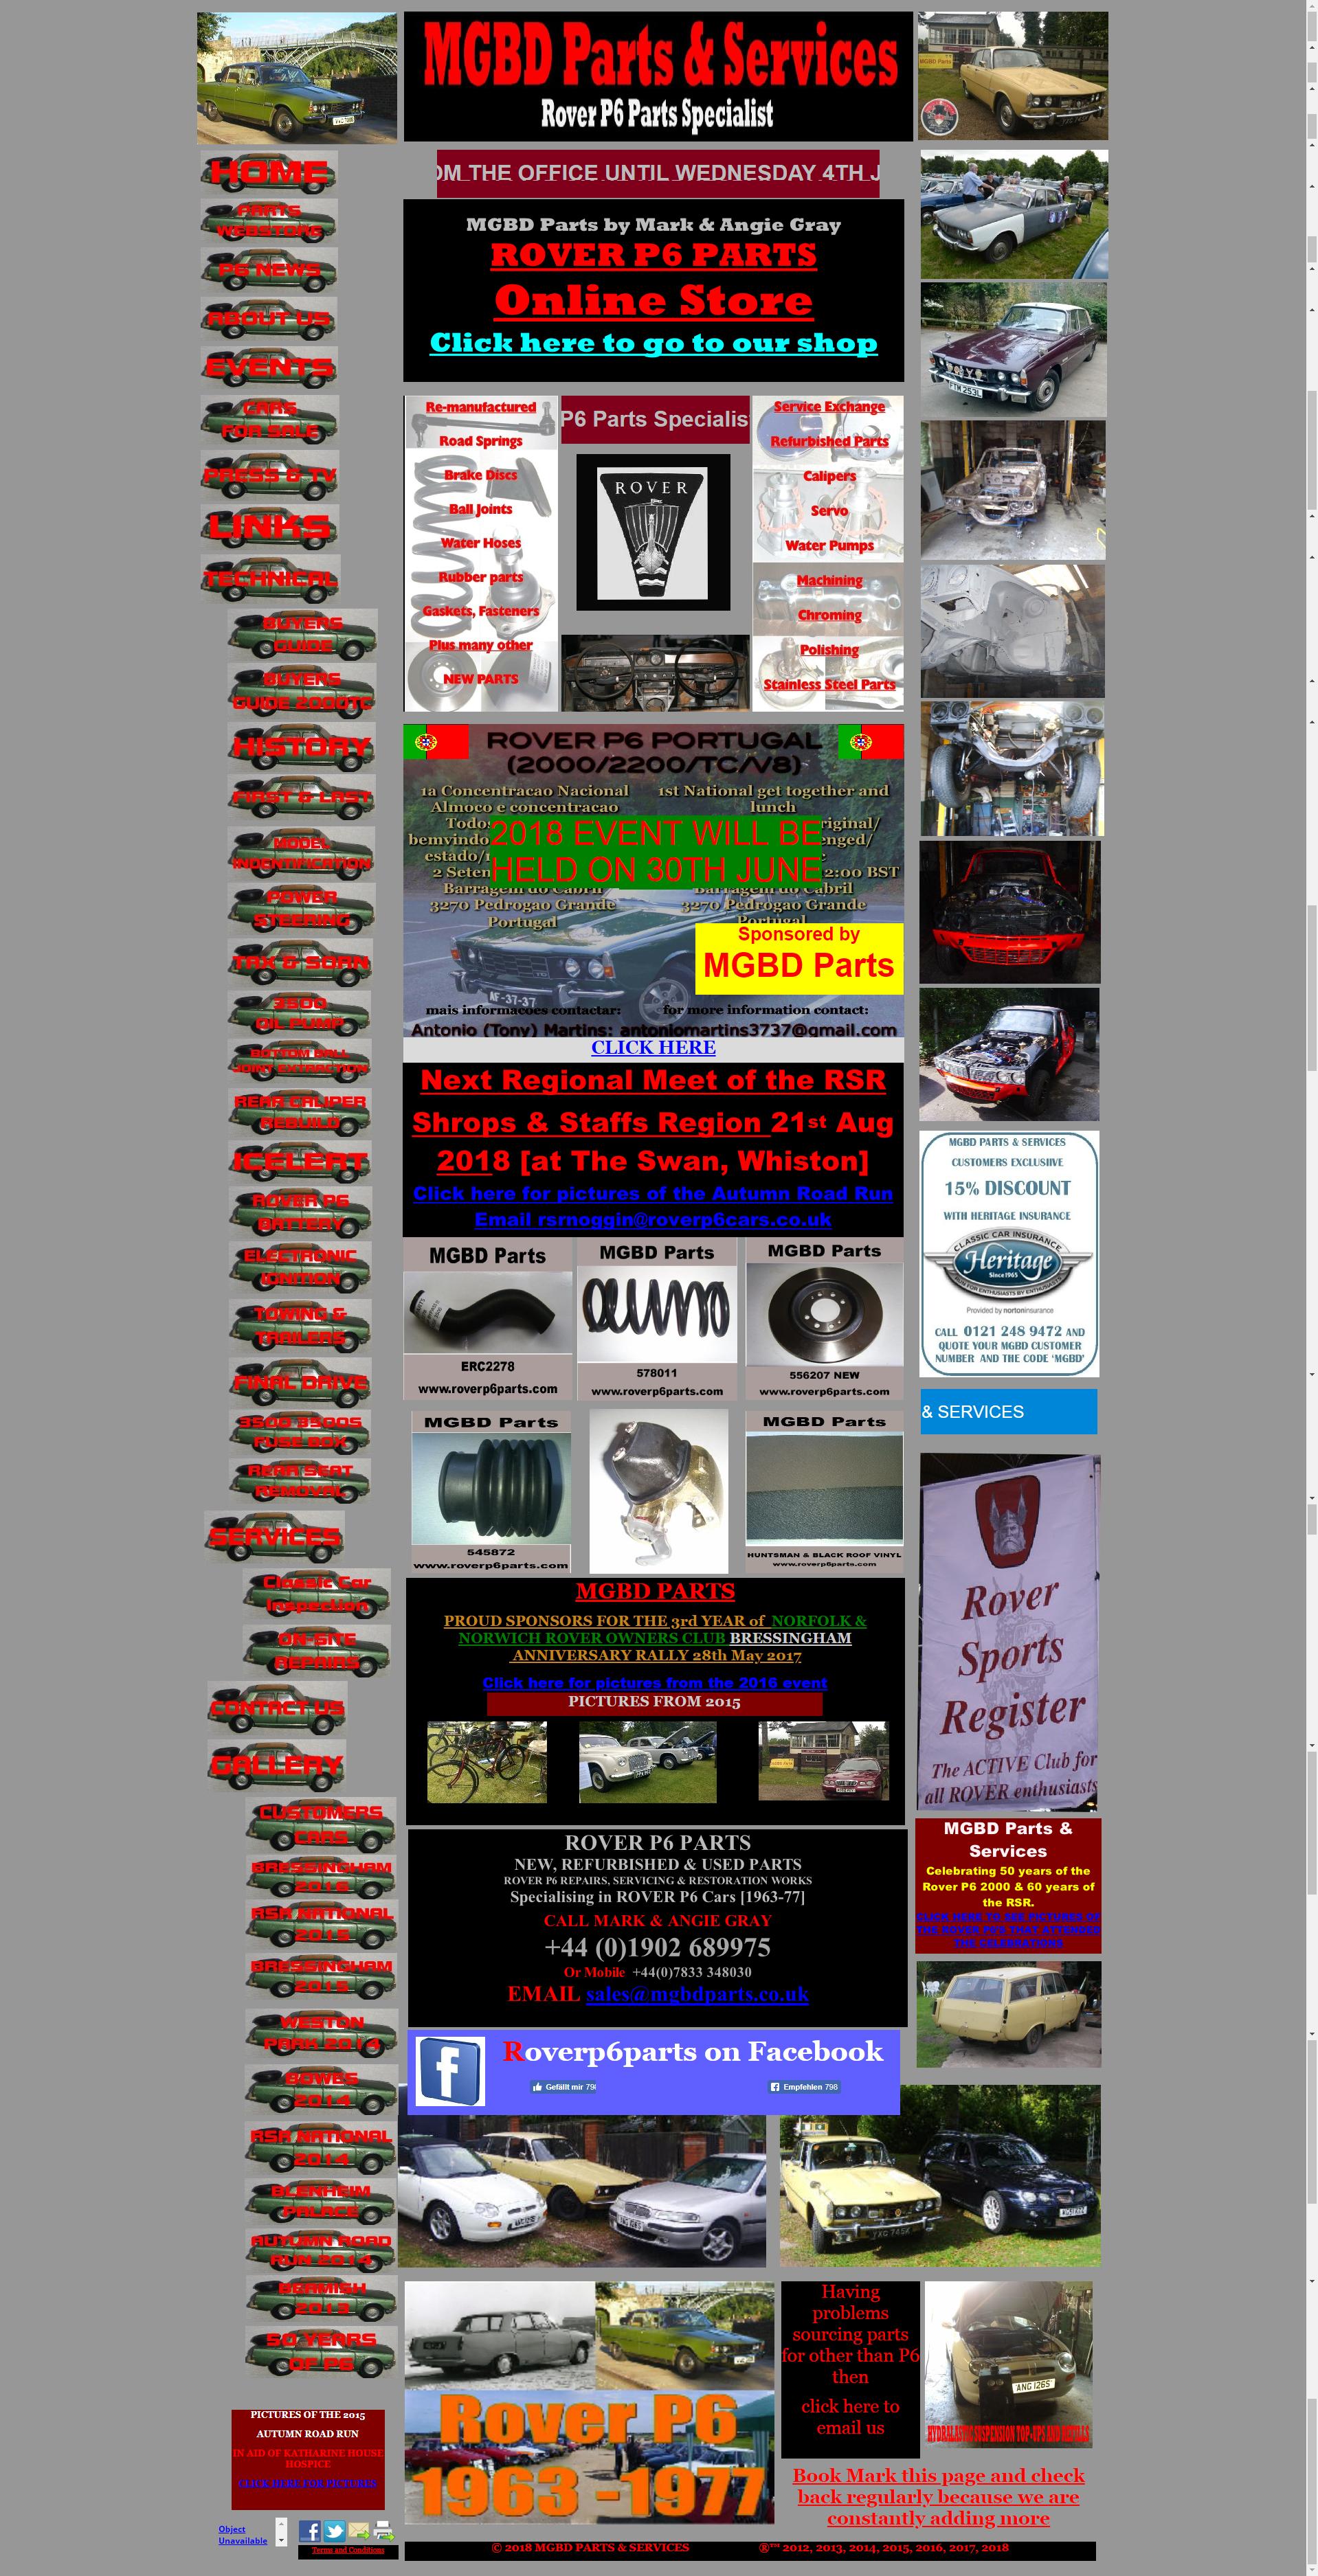 MGBD Parts & Services
Rover P6 Parts Specialist
OM THE OFFICE UNTIL WEDNESDAY 4TH J
HOME
PARTS
WEBSTORE
P6 NEWS
ABOUT US
EVENTS
CARS
FOR SALE
PRESS & TV
LINKS
TECHNICAL
BUYERS
GUIDE
BUYERS
GUIDE 2000TC
HISTORY
FIRST & LAST
MODEL
INDENTIFICATION
POWER
STEERING
TAX & SORN
3500
OIL PUMP
BOTTOM BALL
JOINT EXTRACTION
REAR CALIPER
REBUILD
ICELERT
ROVER P6
BATTERY
ELECTRONIC
IGNITION
TOWING &
TRAILERS
FINAL DRIVE
3500 3500S
FUSE BOX
REAR SEAT
REMOVAL
SERVICES
Classic Car
Inspection
ON-SITE
REPAIRS
CONTACT US
GALLERY
CUSTOMERS
CARS
BRESSINGHAM
2016
RSR NATIONAL
2015
BRESSINGHAM
2015
WESTON
PARK 2014
BOWES
2014
RSR NATIONAL
2014
BLENHEIM
PALACE
AUTUMN ROAD
RUN 2014
BERMISH
2013
50 YEARS
OF P6
PICTURES OF THE 2015
AUTUMN ROAD RUN
IN AID OF KATHARINE HOUSE
HOSPICE
CLICK HERE FOR PICTURES
Object
Unavailable
Terms and Conditions
MGBD Parts by Mark & Angie Gray
ROVER P6 PARTS
Online Store
Click here to go to our shop
Re-manufactured
Road Springs
Brake Discs
Ball Joints
Water Hoses
Rubber parts
Gaskets, Fasteners
Plus many other
NEW PARTS
P6 Parts Specialis
ROVER
Service Exchange
Refurbished Parts
Calipers
Servo
Water Pumps
Machining
Chroming
Polishing
Stainless Steel Parts
ROVER P6 PORTUGAL
(2000/2200/TC/V8)
1a Concentracao Nacional
Almoco e concentracao
Todos
bemvindo
estado/
2 Seten
Barragem do Cabril
3270 Pedrogao Grande
Portugal
1st National get together and
lunch
riginal/
enged/
2:00 BST
Barragem do Cabril
3270 Pedrogao Grande
Portugal
2018 EVENT WILL BE
HELD ON 30TH JUNE
Sponsored by
MGBD Parts
AF-37-37
mais informacoes contactar:
for more information contact:
Antonio (Tony) Martins: antoniomartins3737@gmail.com
CLICK HERE
Next Regional Meet of the RSR
Shrops & Staffs Region 21st Aug
2018 [at The Swan, Whiston]
Click here for pictures of the Autumn Road Run
Email rsrnoggin@roverp6cars.co.uk
MGBD Parts
ERC2278
www.roverp6parts.com
MGBD Parts
578011
www.roverp6parts.com
MGBD Parts
556207 NEW
www.roverp6parts.com
MGBD Parts
545872
www.roverp6parts.com
MGBD Parts
HUNTSMAN & BLACK ROOF VINYL
www.roverp6parts.com
MGBD PARTS
PROUD SPONSORS FOR THE 3rd YEAR of NORFOLK &
NORWICH ROVER OWNERS CLUB BRESSINGHAM
ANNIVERSARY RALLY 28th May 2017
Click here for pictures from the 2016 event
PICTURES FROM 2015
ROVER P6 PARTS
NEW, REFURBISHED & USED PARTS
ROVER P6 REPAIRS, SERVICING & RESTORATION WORKS
Specialising in ROVER P6 Cars [1963-77]
CALL MARK & ANGIE GRAY
+44 (0)1902 689975
Or Mobile +44(0)7833 348030
EMAIL sales@mgbdparts.co.uk
Roverp6parts on Facebook
Gefällt mir 79
Empfehlen 798
MGBD PARTS & SERVICES
CUSTOMERS EXCLUSIIVE
15% DISCOUNT
WITH HERITAGE INSURANCE
CLASSIC CAR INSURANCE
Heritage
Since 1965
RUN FOR ENTHUSIASTS BY ENTHUSIASTS
Provided by nortoninsurance
CALL 0121 248 9472 AND
QUOTE YOUR MGBD CUSTOMER
NUMBER AND THE CODE 'MGBD'
& SERVICES
Rover
Sports
Register
The ACTIVE Club for
all ROVER enthusiasts
MGBD Parts &
Services
Celebrating 50 years of the
Rover P6 2000 & 60 years of
the RSR.
CLICK HERE TO SEE PICTURES OF
THE ROVER P6'S THAT ATTENDED
THE CELEBRATIONS
Rover P6
1963 -1977
Having
problems
sourcing parts
for other than P6
then
click here to
email us
ANG 126S
HYDRALASTIC SUSPENSION TOP-UPS AND REPAIRS
Book Mark this page and check
back regularly because we are
constantly adding more
© 2018 MGBD PARTS & SERVICES
®™ 2012, 2013, 2014, 2015, 2016, 2017, 2018